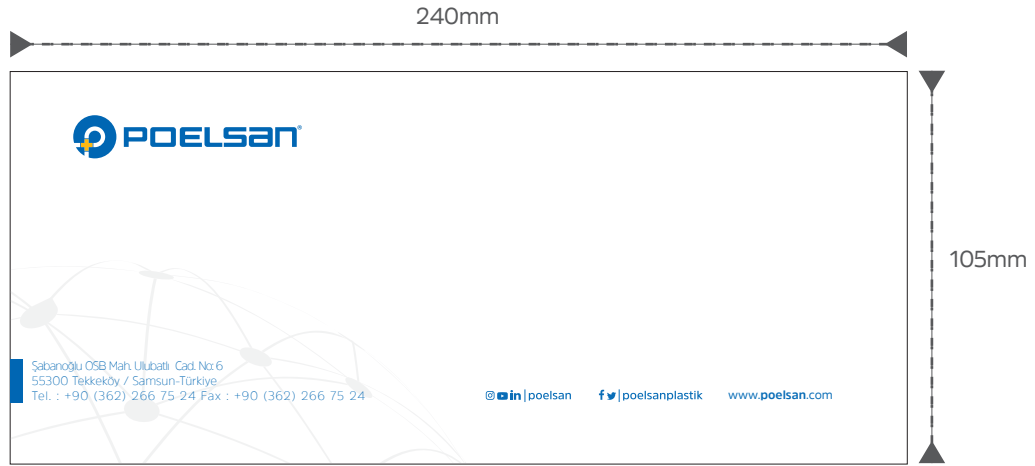 240mm
POELSAN®
105mm
Şabanoğlu OSB Mah. Ulubatlı Cad. No: 6
55300 Tekkeköy / Samsun-Türkiye
Tel. : +90 (362) 266 75 24 Fax : +90 (362) 266 75 24
in|poelsan f |poelsanplastik www.poelsan.com